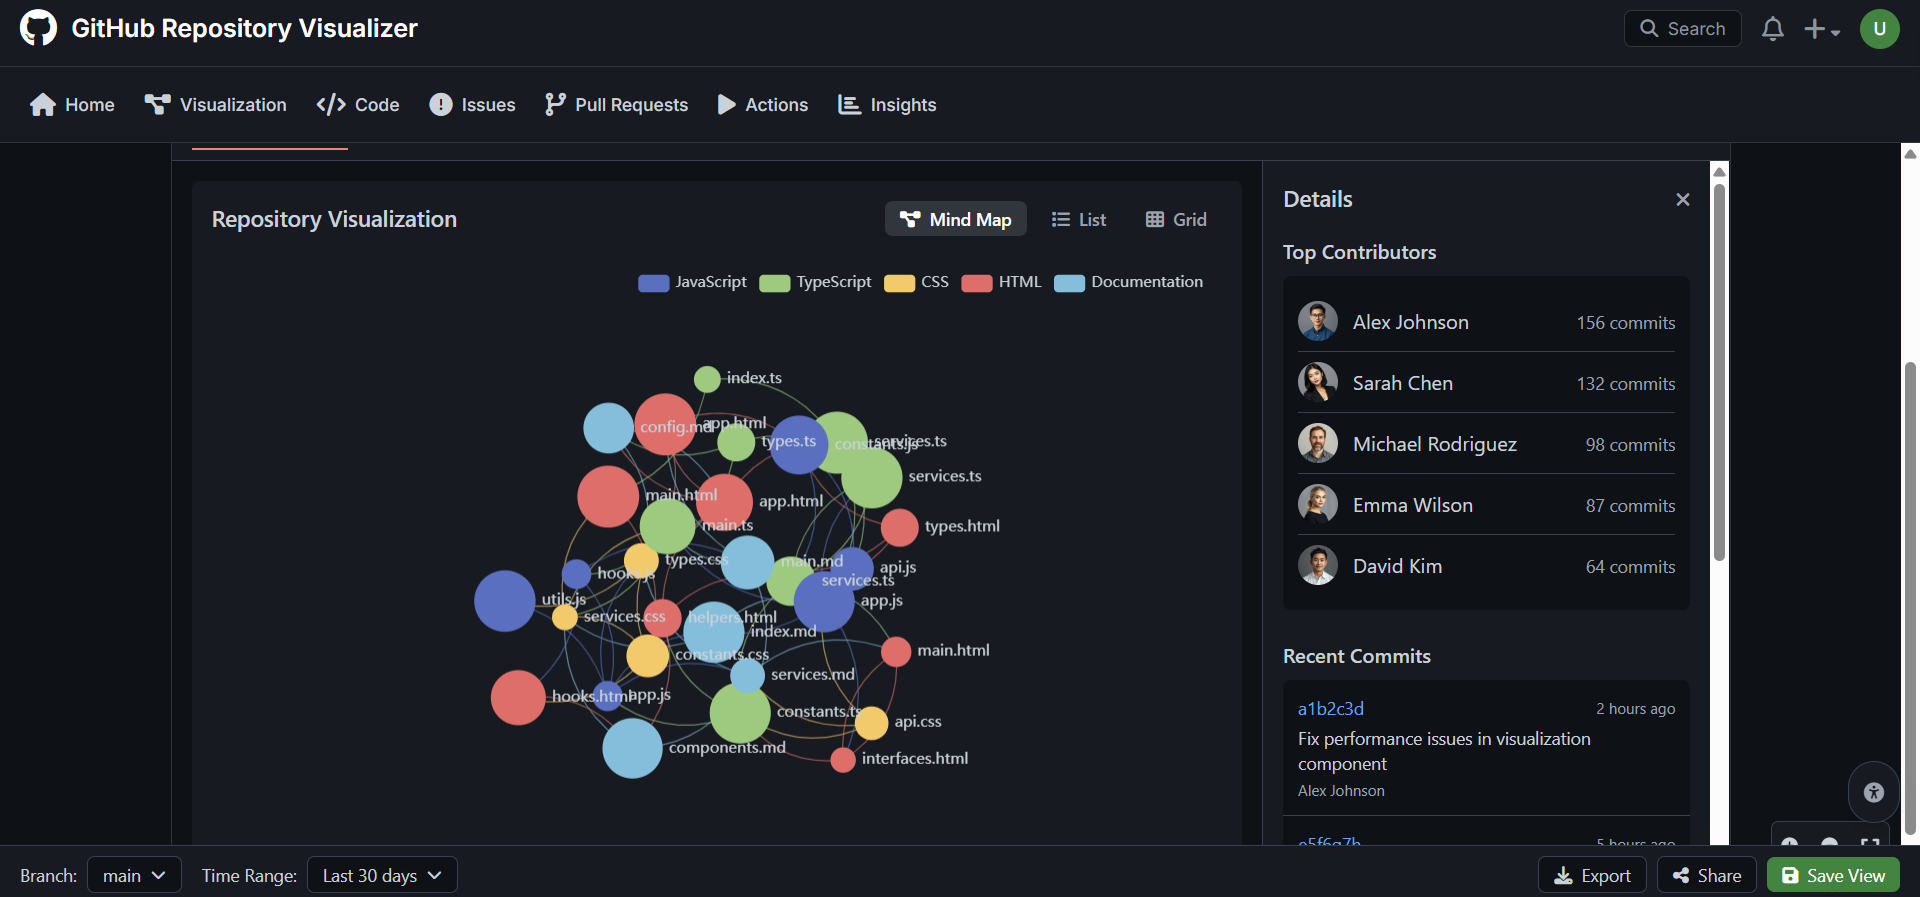 GitHub Repository Visualizer
Search
U
Home
Visualization
Code
Issues
Pull Requests
Actions
Insights
Repository Visualization
Mind Map
List
Grid
JavaScript
TypeScript
CSS
HTML
Documentation
index.ts
config.md
app.html
types.ts
constants.js
services.ts
services.ts
main.html
app.html
main.ts
types.html
types.css
main.md
api.js
hooks.js
services.ts
utils.js
app.js
services.css
helpers.html
index.md
constants.css
main.html
services.md
hooks.html
app.js
constants.ts
api.css
components.md
interfaces.html
Details
Top Contributors
Alex Johnson
156 commits
Sarah Chen
132 commits
Michael Rodriguez
98 commits
Emma Wilson
87 commits
David Kim
64 commits
Recent Commits
a1b2c3d
2 hours ago
Fix performance issues in visualization
component
Alex Johnson
5 hours ago
Branch:
main
Time Range:
Last 30 days
Export
Share
Save View